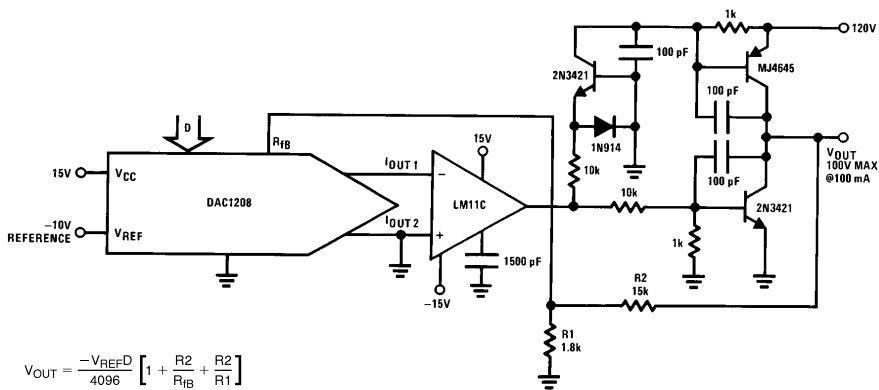 1k
120V
100 pF
2N3421
MJ4645
100 pF
D
1N914
RfB
15V
VOUT
100V MAX
@100 mA
IOUT 1
10k
100 pF
15V
VCC
−
DAC1208
LM11C
10k
2N3421
−10V
REFERENCE
VREF
IOUT 2
+
1500 pF
1k
−15V
R2
15k
R1
1.8k
VOUT = −VREFD/4096 [1 + R2/RfB + R2/R1]